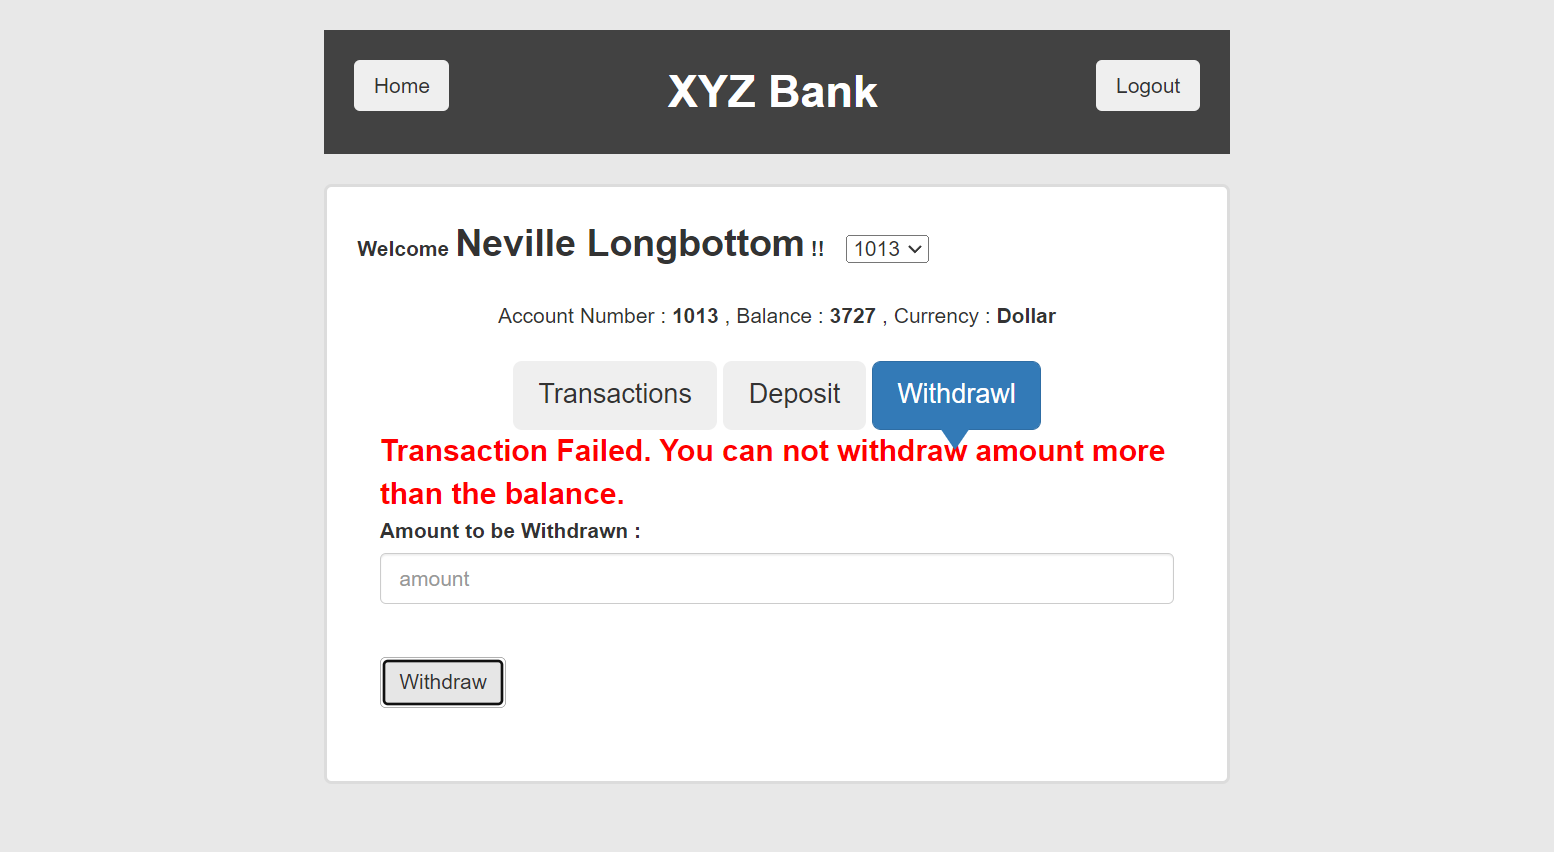 Home
XYZ Bank
Logout
Welcome Neville Longbottom !! 1013
Account Number : 1013 , Balance : 3727 , Currency : Dollar
Transactions
Deposit
Withdrawl
Transaction Failed. You can not withdraw amount more
than the balance.
Amount to be Withdrawn :
amount
Withdraw